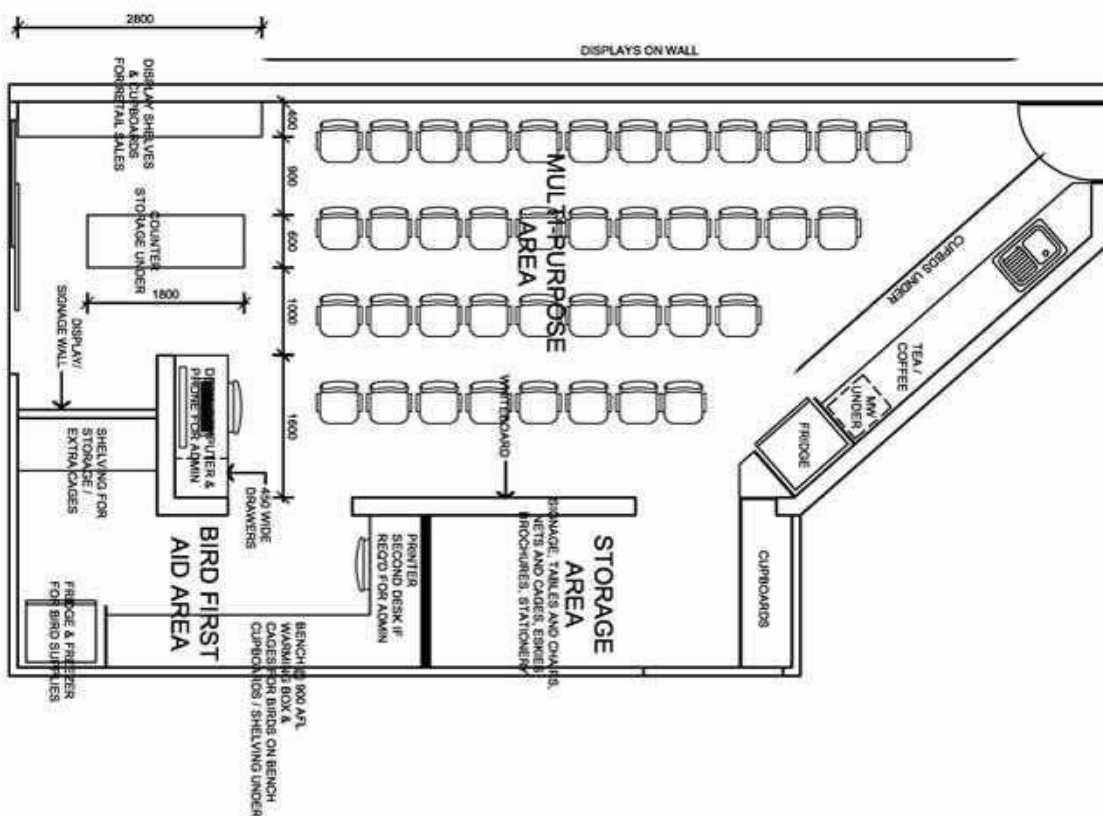 2800
DISPLAYS ON WALL
DISPLAY SHELVES
& CUPBOARDS
FOR RETAIL SALES
400
900
600
1000
1600
COUNTER
STORAGE UNDER
1800
MULTI-PURPOSE
AREA
CUPBDS UNDER
TEA /
COFFEE
MW
UNDER
FRIDGE
DISPLAY/
SIGNAGE WALL
PHONE FOR ADMIN
450 WIDE
DRAWERS
SHELVING FOR
STORAGE /
EXTRA CAGES
WHITEBOARD
BIRD FIRST
AID AREA
PRINTER
SECOND DESK IF
REQ'D FOR ADMIN
STORAGE
AREA
SIGNAGE, TABLES AND CHAIRS,
NETS AND CAGES, ESKIES
BROCHURES, STATIONERY
CUPBOARDS
FRIDGE & FREEZER
FOR BIRD SUPPLIES
BENCH @ 900 AFL
WARMING BOX &
CAGES FOR BIRDS ON BENCH
CUPBOARDS / SHELVING UNDER